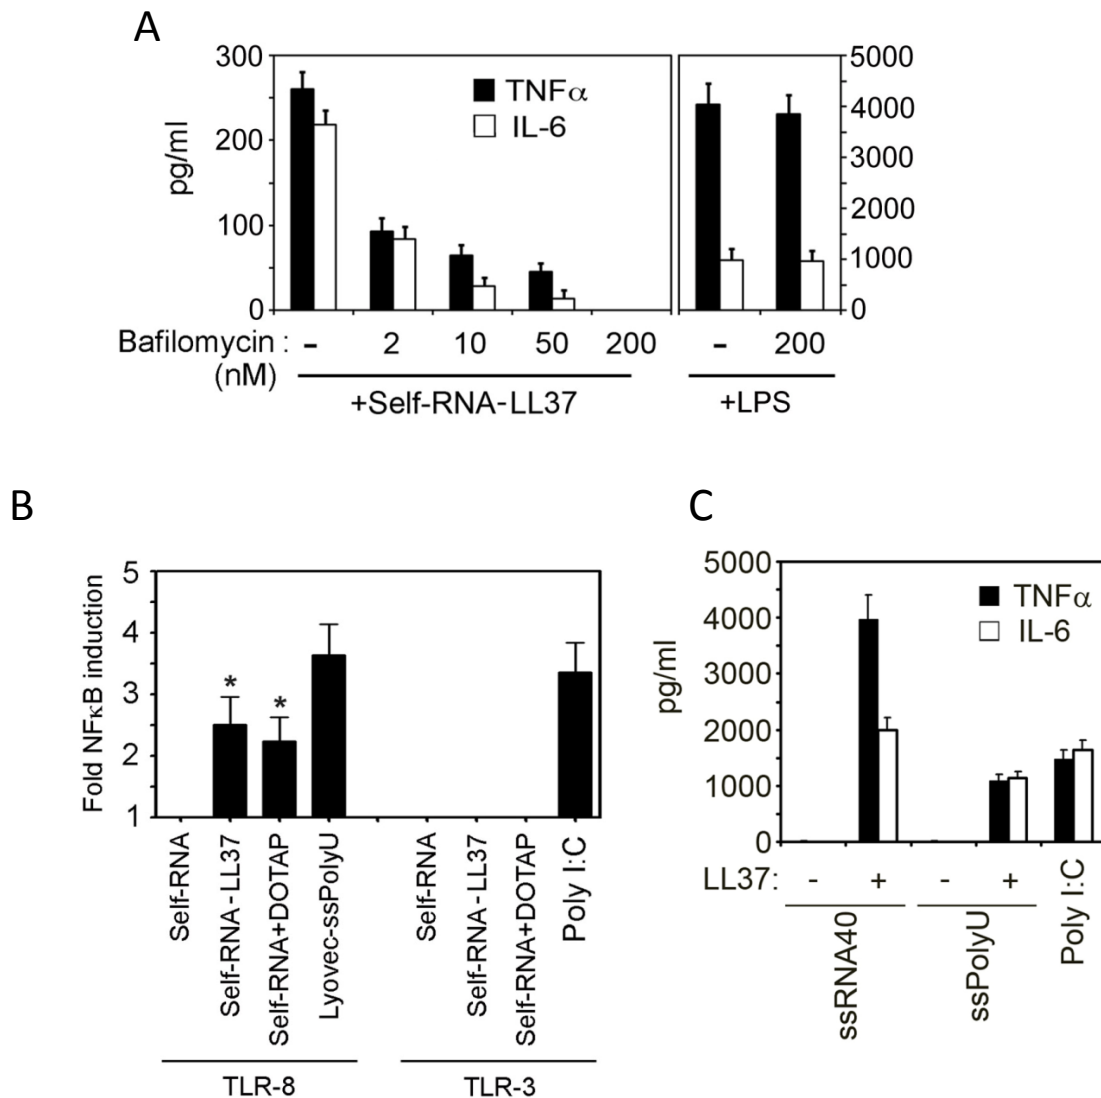 A
300
200
100
0
pg/ml
TNFα
IL-6
5000
4000
3000
2000
1000
0
Bafilomycin : - 2 10 50 200 - 200
(nM)
+Self-RNA-LL37 +LPS
B
5
4
3
2
1
Fold NFκB induction
* *
Self-RNA
Self-RNA-LL37
Self-RNA+DOTAP
Lyovec-ssPolyU
Self-RNA
Self-RNA-LL37
Self-RNA+DOTAP
Poly I:C
TLR-8 TLR-3
C
5000
4000
3000
2000
1000
0
pg/ml
TNFα
IL-6
LL37: - + - +
ssRNA40
ssPolyU
Poly I:C